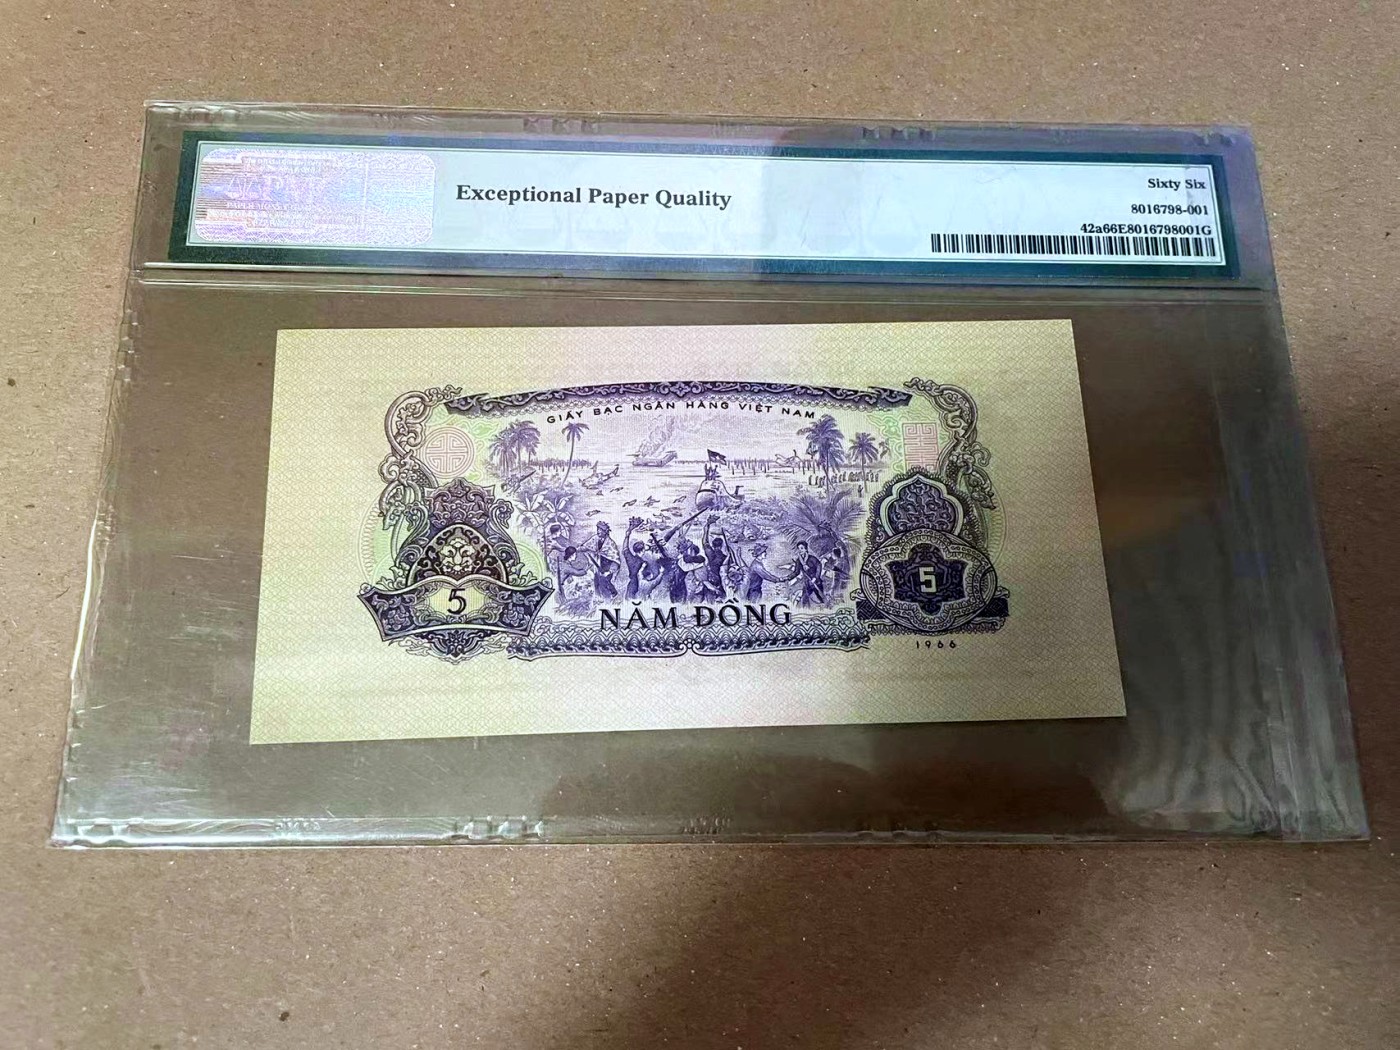 Exceptional Paper Quality
Sixty Six
8016798-001
42a66E8016798001G
GIẤY BẠC NGÂN HÀNG VIỆT NAM
5
5
NĂM ĐỒNG
1966